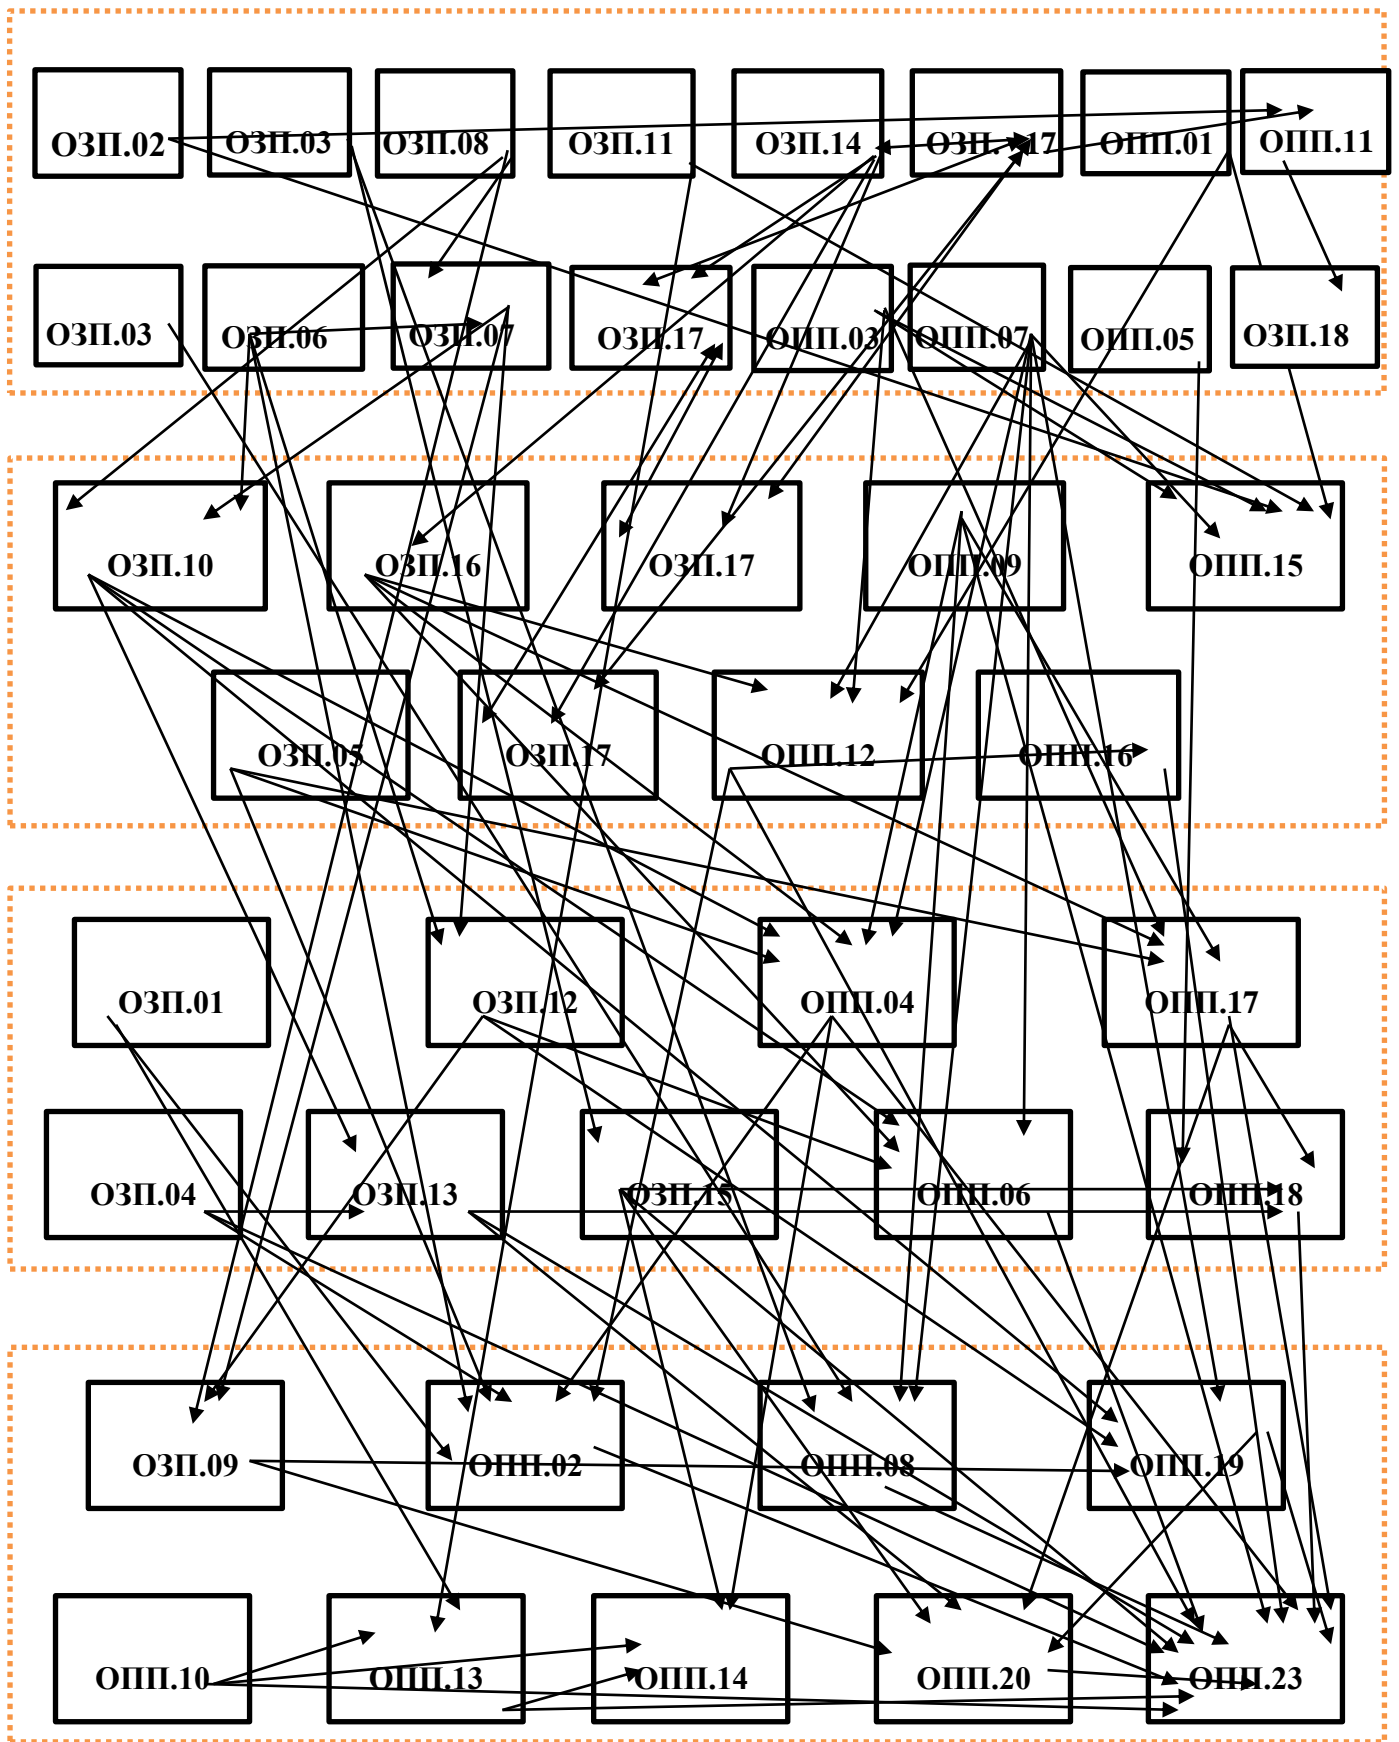 ОЗП.02 ОЗП.03 ОЗП.08 ОЗП.11 ОЗП.14 ОЗП.17 ОПП.01 ОПП.11
ОЗП.03 ОЗП.06 ОЗП.07 ОЗП.17 ОПП.03 ОПП.07 ОПП.05 ОЗП.18
ОЗП.10 ОЗП.16 ОЗП.17 ОПП.09 ОПП.15
ОЗП.05 ОЗП.17 ОПП.12 ОПП.16
ОЗП.01 ОЗП.12 ОПП.04 ОПП.17
ОЗП.04 ОЗП.13 ОЗП.15 ОПП.06 ОПП.18
ОЗП.09 ОПП.02 ОПП.08 ОПП.19
ОПП.10 ОПП.13 ОПП.14 ОПП.20 ОПП.23